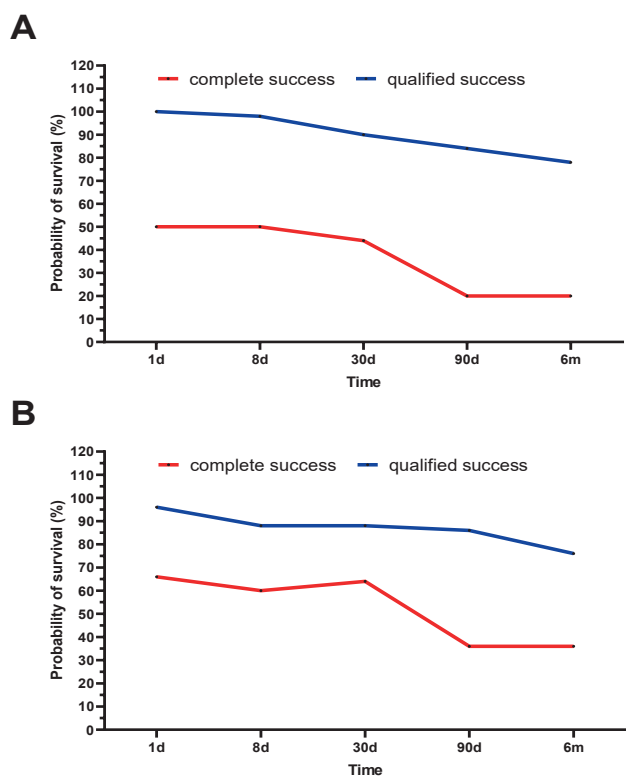 A
120
110
100
90
80
70
60
50
40
30
20
10
0
Probability of survival (%)
complete success qualified success
1d 8d 30d 90d 6m
Time
B
120
110
100
90
80
70
60
50
40
30
20
10
0
Probability of survival (%)
complete success qualified success
1d 8d 30d 90d 6m
Time